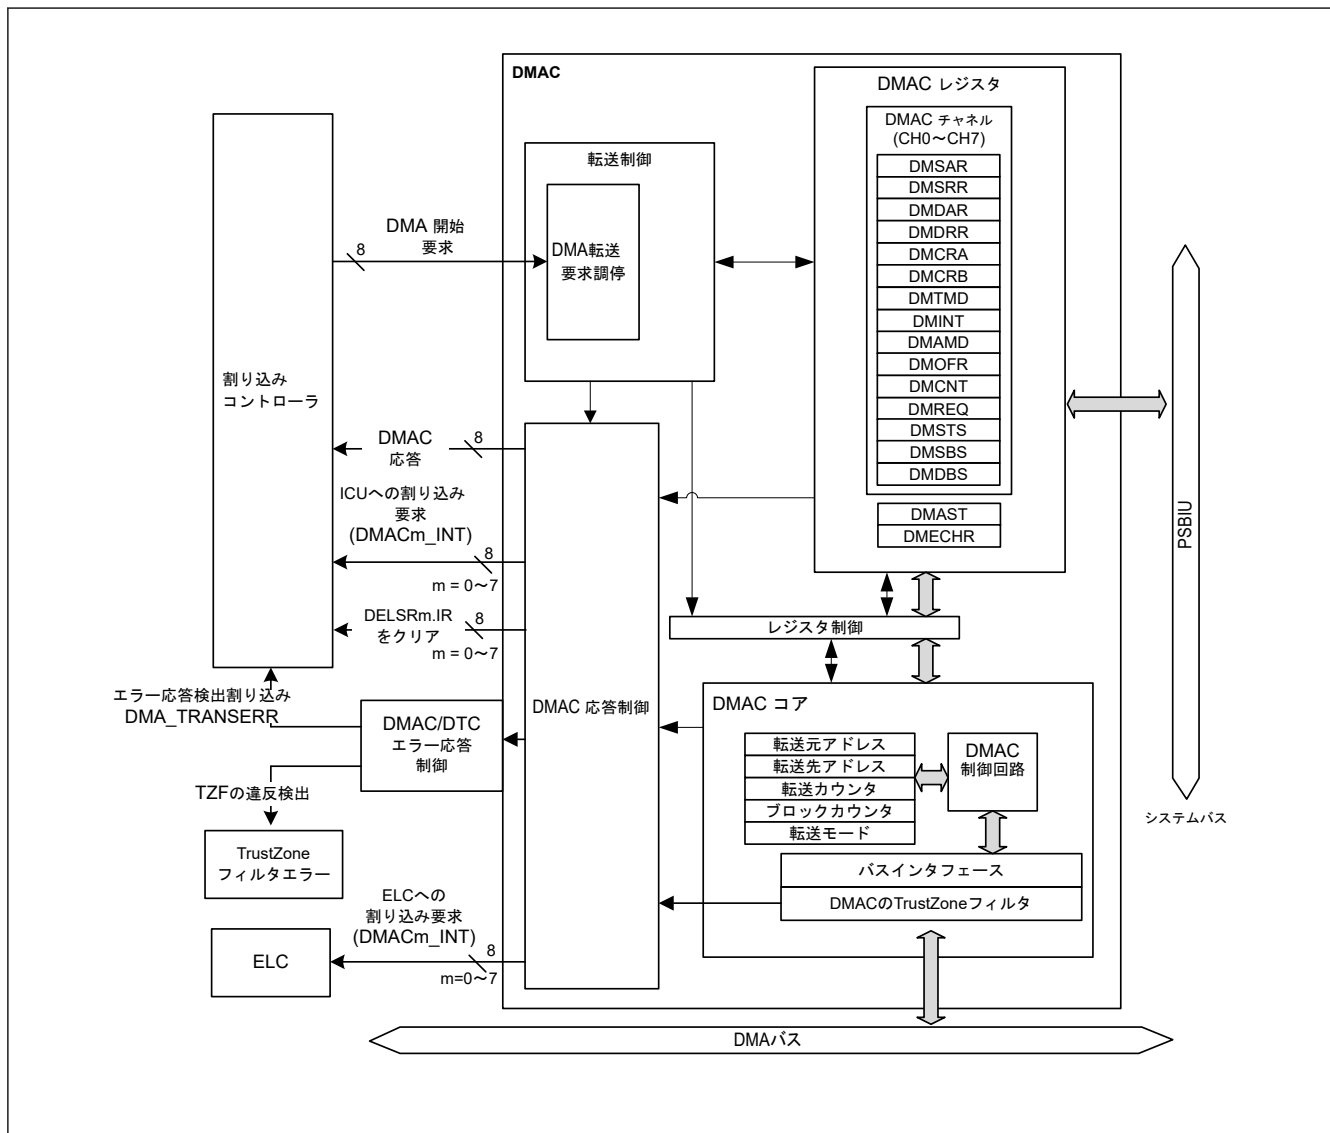 DMAC
DMAC レジスタ
DMAC チャネル
(CH0～CH7)
DMSAR
DMSRR
DMDAR
DMDRR
DMCRA
DMCRB
DMTMD
DMINT
DMAMD
DMOFR
DMCNT
DMREQ
DMSTS
DMSBS
DMDBS
DMAST
DMECHR
転送制御
DMA転送
要求調停
DMA 開始
要求
8
割り込み
コントローラ
DMAC
応答
8
ICUへの割り込み
要求
(DMACm_INT)
8
m = 0～7
DELSRm.IR
をクリア
8
m = 0～7
エラー応答検出割り込み
DMA_TRANSERR
DMAC/DTC
エラー応答
制御
TZFの違反検出
TrustZone
フィルタエラー
ELCへの
割り込み要求
(DMACm_INT)
8
m=0～7
ELC
DMAC 応答制御
レジスタ制御
DMAC コア
転送元アドレス
転送先アドレス
転送カウンタ
ブロックカウンタ
転送モード
DMAC
制御回路
バスインタフェース
DMACのTrustZoneフィルタ
PSBIU
システムバス
DMAバス